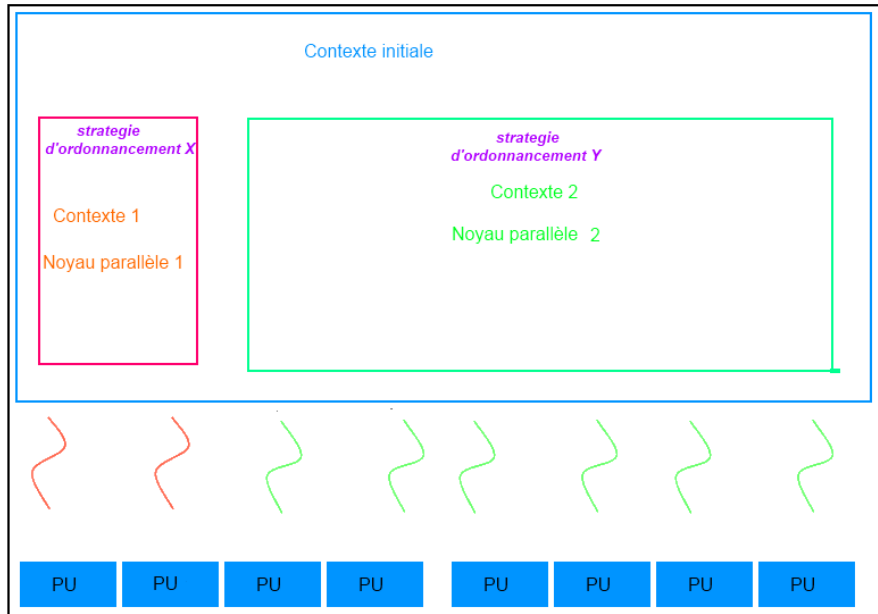 Contexte initiale
strategie
d'ordonnancement X
Contexte 1
Noyau parallèle 1
strategie
d'ordonnancement Y
Contexte 2
Noyau parallèle 2
PU PU PU PU PU PU PU PU